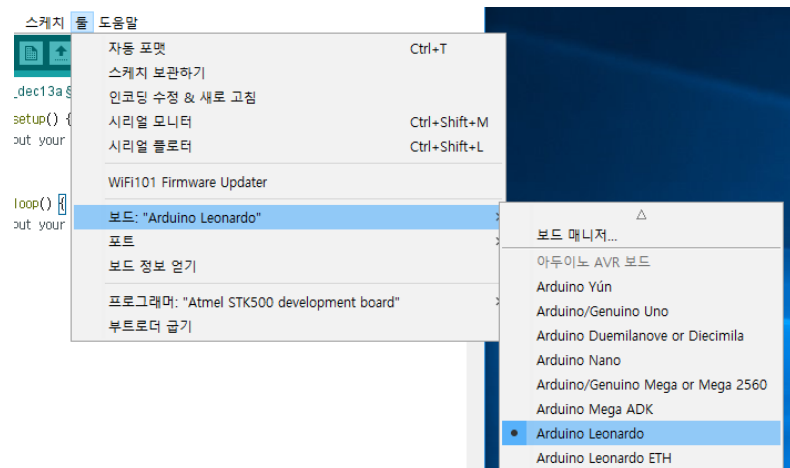 스케치 툴 도움말
자동 포맷 Ctrl+T
스케치 보관하기
인코딩 수정 & 새로 고침
시리얼 모니터 Ctrl+Shift+M
시리얼 플로터 Ctrl+Shift+L
WiFi101 Firmware Updater
보드: "Arduino Leonardo"
포트
보드 정보 얻기
프로그래머: "Atmel STK500 development board"
부트로더 굽기
_dec13a §
setup() {
out your
loop() {
out your
보드 매니저...
아두이노 AVR 보드
Arduino Yún
Arduino/Genuino Uno
Arduino Duemilanove or Diecimila
Arduino Nano
Arduino/Genuino Mega or Mega 2560
Arduino Mega ADK
Arduino Leonardo
Arduino Leonardo ETH